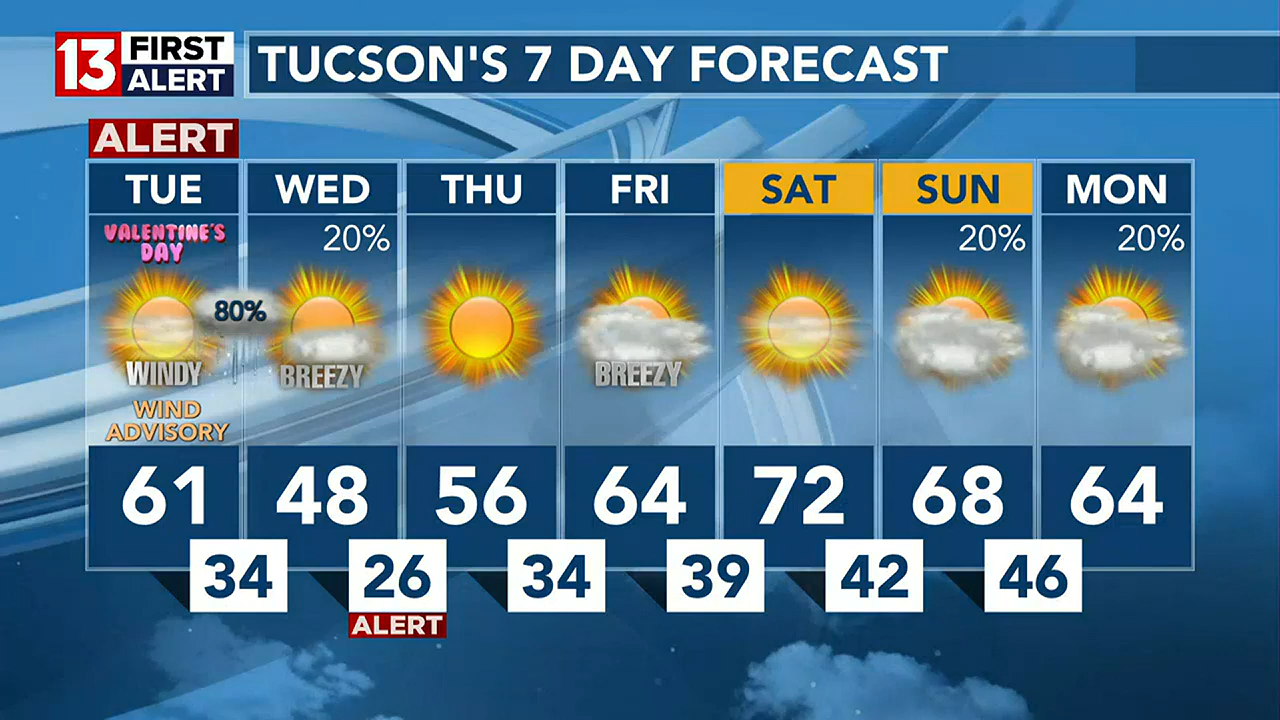 13 FIRST ALERT
TUCSON'S 7 DAY FORECAST
ALERT
TUE WED THU FRI SAT SUN MON
VALENTINE'S DAY
20% 20% 20%
80%
WINDY BREEZY BREEZY
WIND ADVISORY
61 48 56 64 72 68 64
34 26 34 39 42 46
ALERT